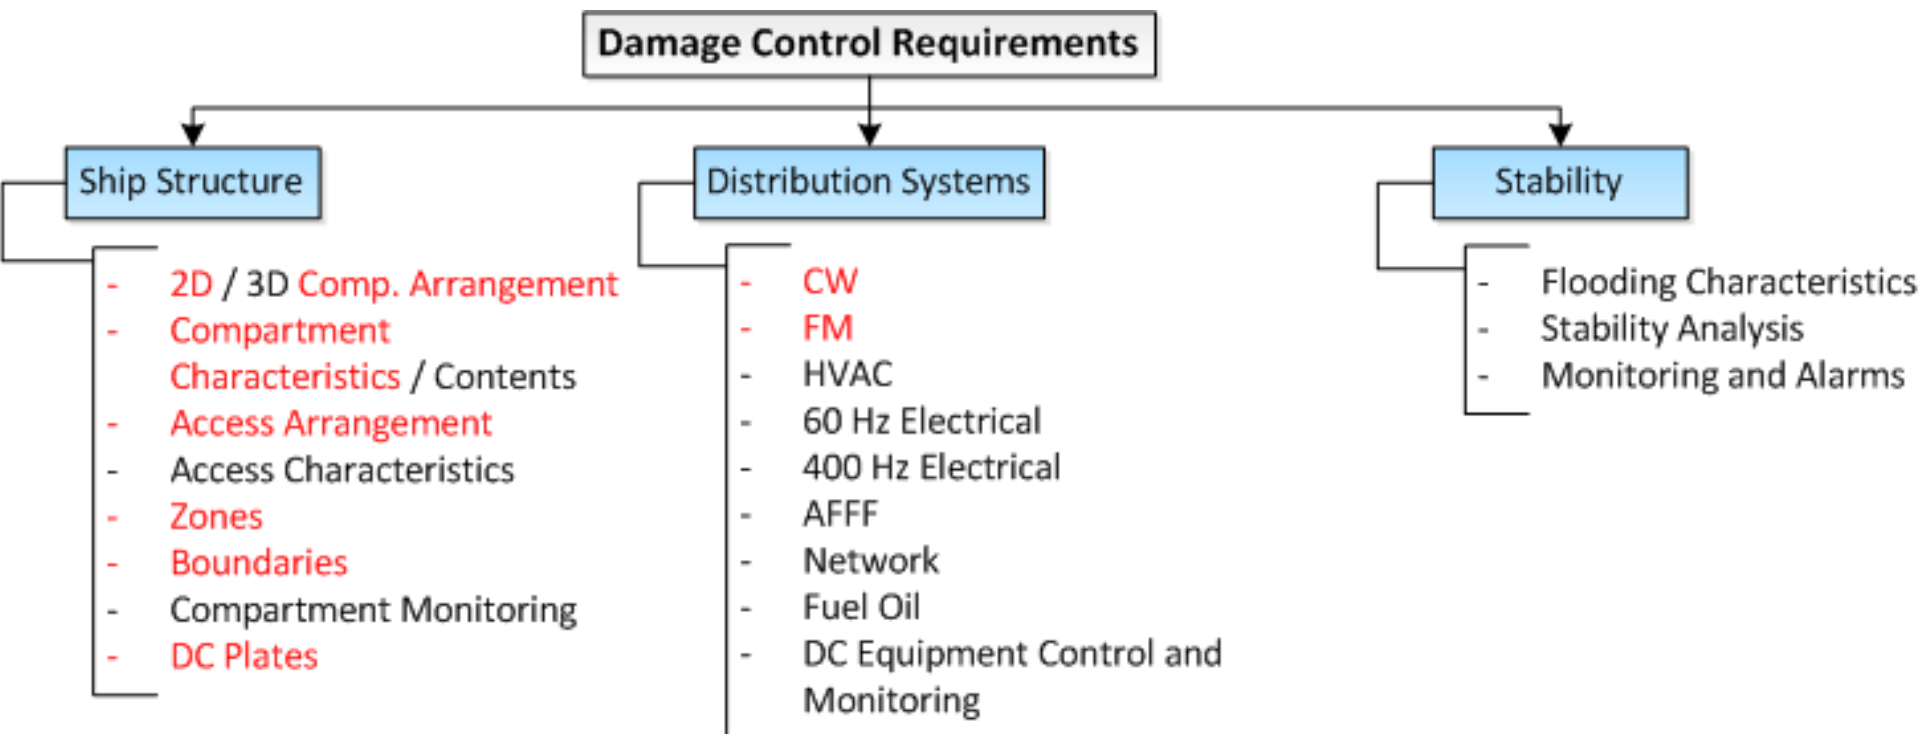 Damage Control Requirements
Ship Structure
- 2D / 3D Comp. Arrangement
- Compartment
Characteristics / Contents
- Access Arrangement
- Access Characteristics
- Zones
- Boundaries
- Compartment Monitoring
- DC Plates
Distribution Systems
- CW
- FM
- HVAC
- 60 Hz Electrical
- 400 Hz Electrical
- AFFF
- Network
- Fuel Oil
- DC Equipment Control and
Monitoring
Stability
- Flooding Characteristics
- Stability Analysis
- Monitoring and Alarms